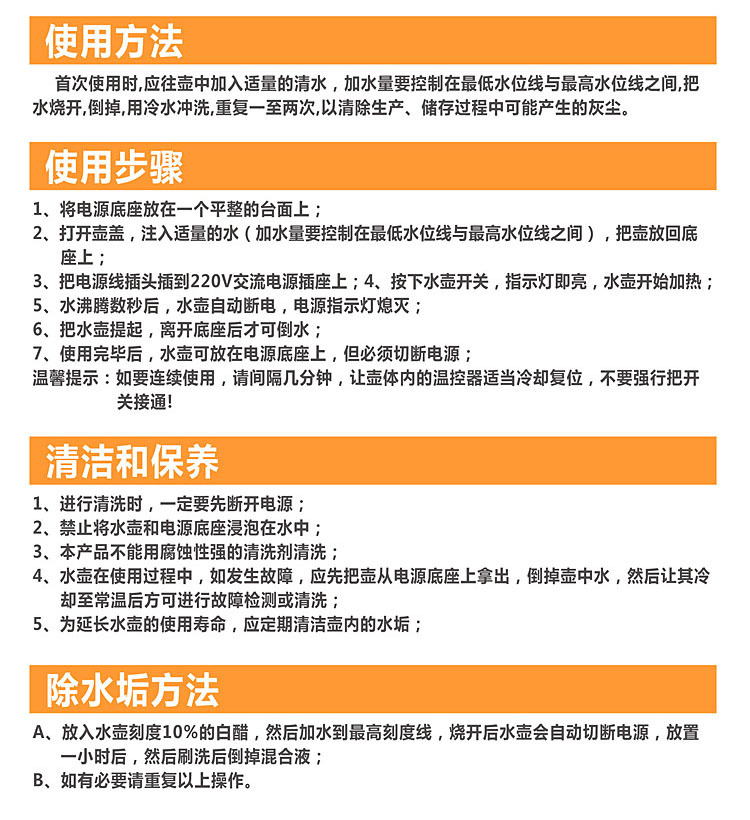 使用方法
首次使用时,应往壶中加入适量的清水，加水量要控制在最低水位线与最高水位线之间,把
水烧开,倒掉,用冷水冲洗,重复一至两次,以清除生产、储存过程中可能产生的灰尘。
使用步骤
1、将电源底座放在一个平整的台面上；
2、打开壶盖，注入适量的水（加水量要控制在最低水位线与最高水位线之间），把壶放回底
座上；
3、把电源线插头插到220V交流电源插座上；4、按下水壶开关，指示灯即亮，水壶开始加热；
5、水沸腾数秒后，水壶自动断电，电源指示灯熄灭；
6、把水壶提起，离开底座后才可倒水；
7、使用完毕后，水壶可放在电源底座上，但必须切断电源；
温馨提示：如要连续使用，请间隔几分钟，让壶体内的温控器适当冷却复位，不要强行把开
关接通!
清洁和保养
1、进行清洗时，一定要先断开电源；
2、禁止将水壶和电源底座浸泡在水中；
3、本产品不能用腐蚀性强的清洗剂清洗；
4、水壶在使用过程中，如发生故障，应先把壶从电源底座上拿出，倒掉壶中水，然后让其冷
却至常温后方可进行故障检测或清洗；
5、为延长水壶的使用寿命，应定期清洁壶内的水垢；
除水垢方法
A、放入水壶刻度10%的白醋，然后加水到最高刻度线，烧开后水壶会自动切断电源，放置
一小时后，然后刷洗后倒掉混合液；
B、如有必要请重复以上操作。